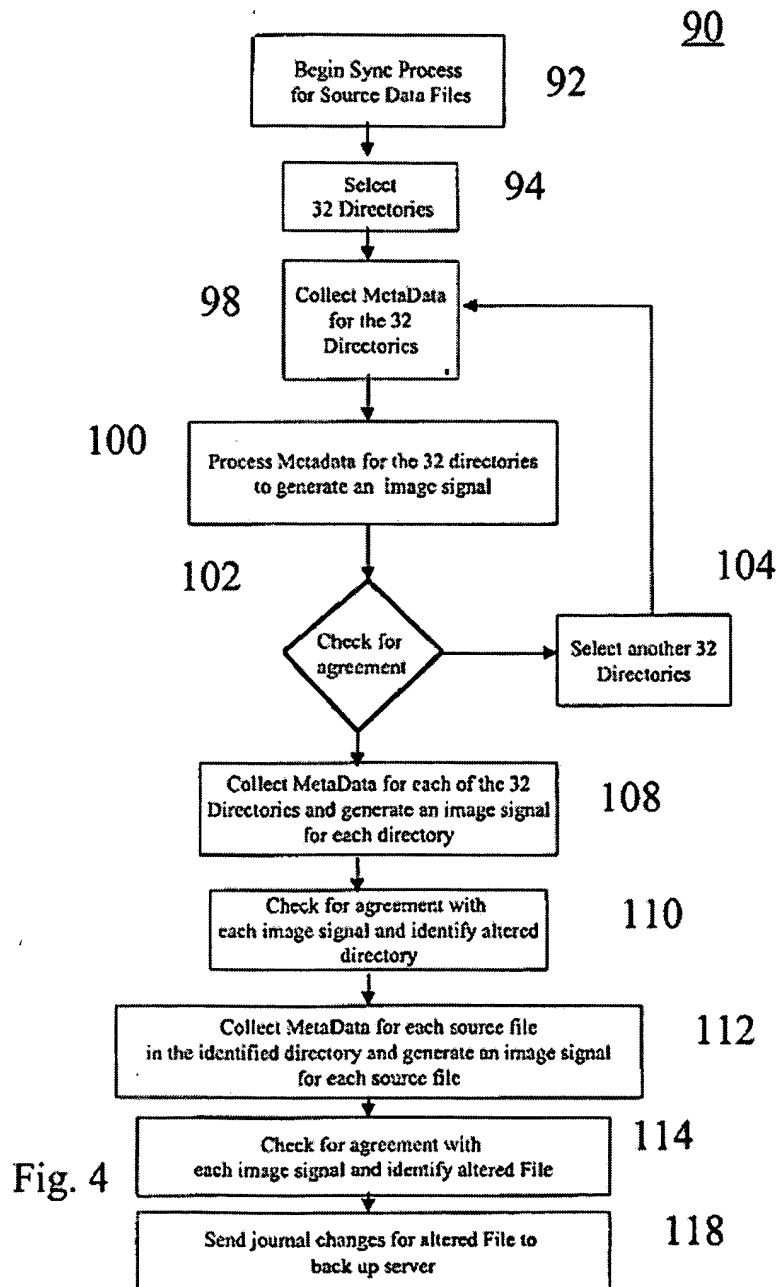 90
Begin Sync Process
for Source Data Files
92
Select
32 Directories
94
98
Collect MetaData
for the 32
Directories
100
Process Metadata for the 32 directories
to generate an image signal
102
Check for
agreement
104
Select another 32
Directories
Collect MetaData for each of the 32
Directories and generate an image signal
for each directory
108
Check for agreement with
each image signal and identify altered
directory
110
Collect MetaData for each source file
in the identified directory and generate an image signal
for each source file
112
Check for agreement with
each image signal and identify altered File
114
Fig. 4
Send journal changes for altered File to
back up server
118